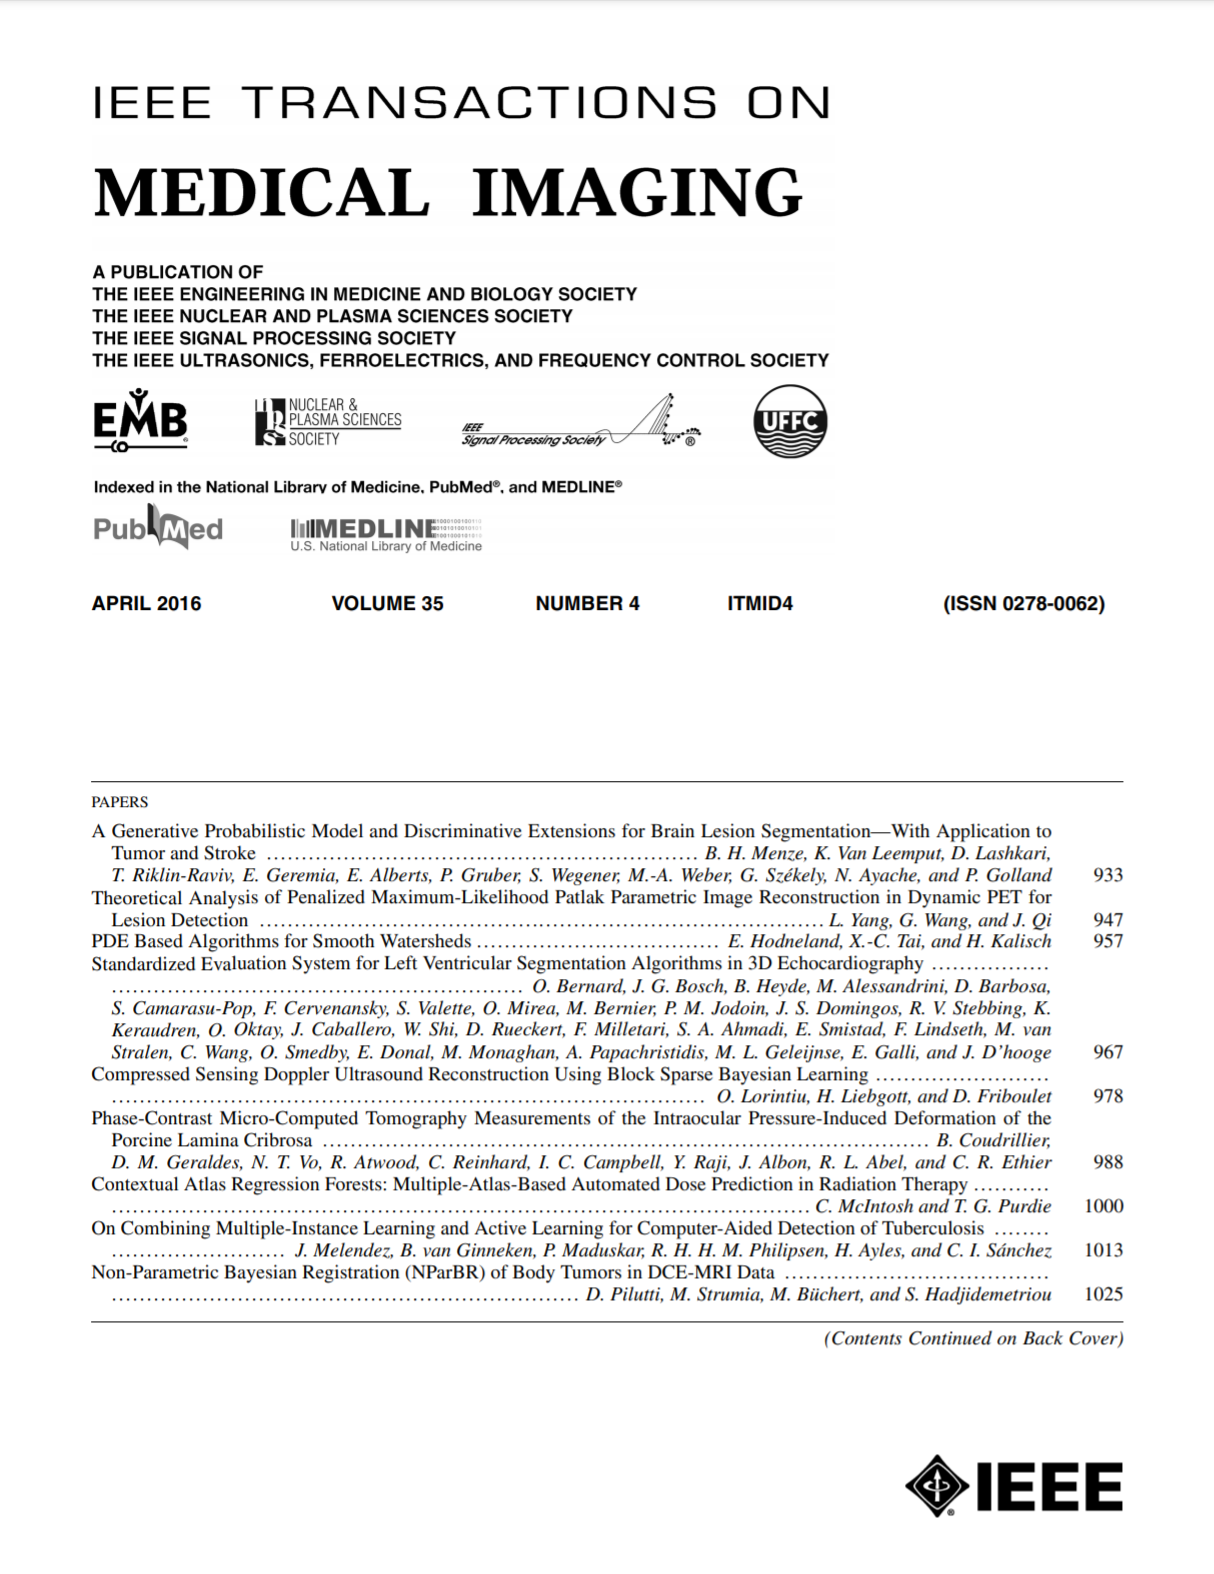 IEEE TRANSACTIONS ON
MEDICAL IMAGING
A PUBLICATION OF
THE IEEE ENGINEERING IN MEDICINE AND BIOLOGY SOCIETY
THE IEEE NUCLEAR AND PLASMA SCIENCES SOCIETY
THE IEEE SIGNAL PROCESSING SOCIETY
THE IEEE ULTRASONICS, FERROELECTRICS, AND FREQUENCY CONTROL SOCIETY
EMB
NUCLEAR &
PLASMA SCIENCES
SOCIETY
IEEE
Signal Processing Society ®
UFFC
Indexed in the National Library of Medicine, PubMed®, and MEDLINE®
PubMed
MEDLINE
U.S. National Library of Medicine
APRIL 2016 VOLUME 35 NUMBER 4 ITMID4 (ISSN 0278-0062)
PAPERS
A Generative Probabilistic Model and Discriminative Extensions for Brain Lesion Segmentation—With Application to
Tumor and Stroke ................................................................ B. H. Menze, K. Van Leemput, D. Lashkari,
T. Riklin-Raviv, E. Geremia, E. Alberts, P. Gruber, S. Wegener, M.-A. Weber, G. Székely, N. Ayache, and P. Golland 933
Theoretical Analysis of Penalized Maximum-Likelihood Patlak Parametric Image Reconstruction in Dynamic PET for
Lesion Detection ................................................................................ L. Yang, G. Wang, and J. Qi 947
PDE Based Algorithms for Smooth Watersheds .................................. E. Hodneland, X.-C. Tai, and H. Kalisch 957
Standardized Evaluation System for Left Ventricular Segmentation Algorithms in 3D Echocardiography .................
........................................................... O. Bernard, J. G. Bosch, B. Heyde, M. Alessandrini, D. Barbosa,
S. Camarasu-Pop, F. Cervenansky, S. Valette, O. Mirea, M. Bernier, P. M. Jodoin, J. S. Domingos, R. V. Stebbing, K.
Keraudren, O. Oktay, J. Caballero, W. Shi, D. Rueckert, F. Milletari, S. A. Ahmadi, E. Smistad, F. Lindseth, M. van
Stralen, C. Wang, O. Smedby, E. Donal, M. Monaghan, A. Papachristidis, M. L. Geleijnse, E. Galli, and J. D'hooge 967
Compressed Sensing Doppler Ultrasound Reconstruction Using Block Sparse Bayesian Learning .........................
..................................................................................... O. Lorintiu, H. Liebgott, and D. Friboulet 978
Phase-Contrast Micro-Computed Tomography Measurements of the Intraocular Pressure-Induced Deformation of the
Porcine Lamina Cribrosa ....................................................................................... B. Coudrillier,
D. M. Geraldes, N. T. Vo, R. Atwood, C. Reinhard, I. C. Campbell, Y. Raji, J. Albon, R. L. Abel, and C. R. Ethier 988
Contextual Atlas Regression Forests: Multiple-Atlas-Based Automated Dose Prediction in Radiation Therapy ...........
.................................................................................................... C. McIntosh and T. G. Purdie 1000
On Combining Multiple-Instance Learning and Active Learning for Computer-Aided Detection of Tuberculosis ........
......................... J. Melendez, B. van Ginneken, P. Maduskar, R. H. H. M. Philipsen, H. Ayles, and C. I. Sánchez 1013
Non-Parametric Bayesian Registration (NParBR) of Body Tumors in DCE-MRI Data ......................................
................................................................... D. Pilutti, M. Strumia, M. Büchert, and S. Hadjidemetriou 1025
(Contents Continued on Back Cover)
IEEE